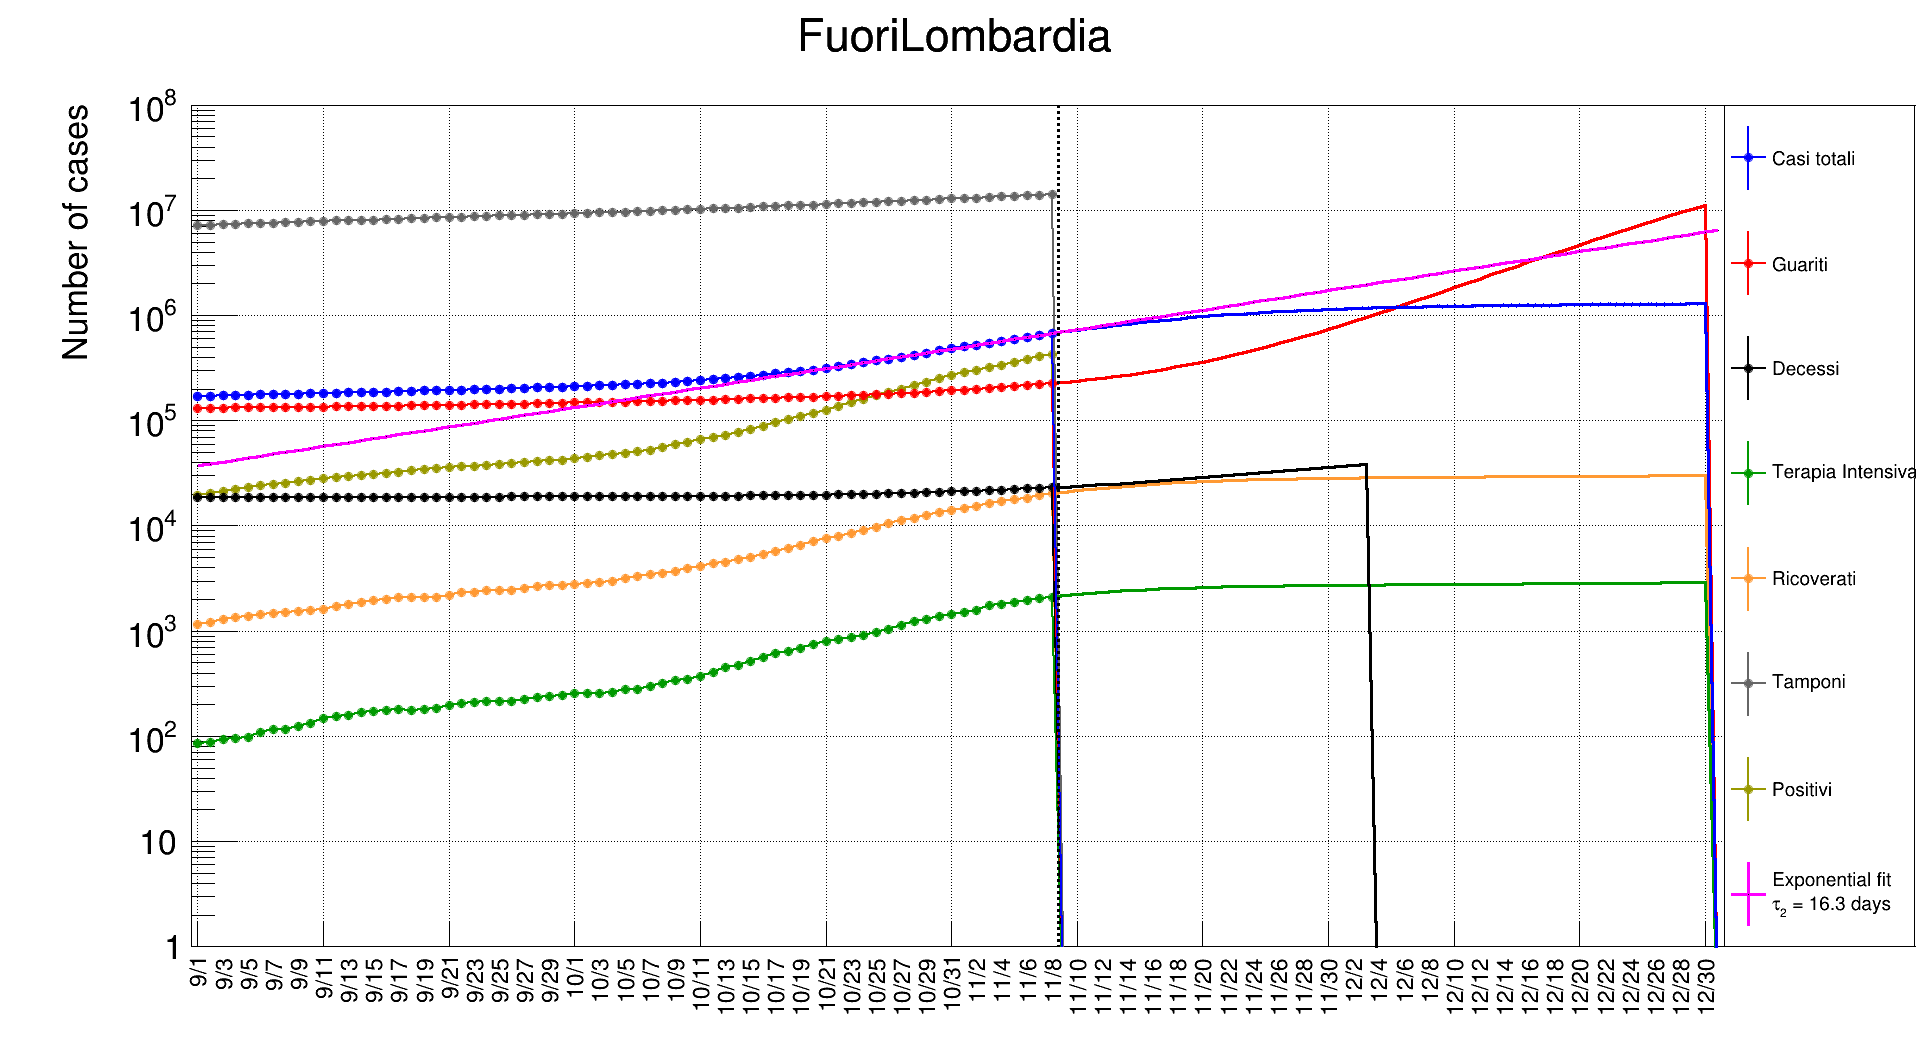 FuoriLombardia
Number of cases
10^8
10^7
10^6
10^5
10^4
10^3
10^2
10
1
9/1 9/3 9/5 9/7 9/9 9/11 9/13 9/15 9/17 9/19 9/21 9/23 9/25 9/27 9/29 10/1 10/3 10/5 10/7 10/9 10/11 10/13 10/15 10/17 10/19 10/21 10/23 10/25 10/27 10/29 10/31 11/2 11/4 11/6 11/8 11/10 11/12 11/14 11/16 11/18 11/20 11/22 11/24 11/26 11/28 11/30 12/2 12/4 12/6 12/8 12/10 12/12 12/14 12/16 12/18 12/20 12/22 12/24 12/26 12/28 12/30
Casi totali
Guariti
Decessi
Terapia Intensiva
Ricoverati
Tamponi
Positivi
Exponential fit
τ₂ = 16.3 days